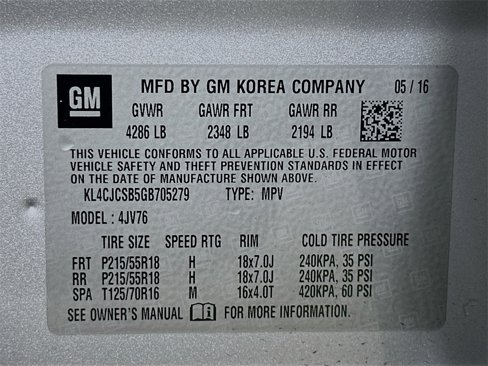 GM
MFD BY GM KOREA COMPANY 05 / 16
GVWR GAWR FRT GAWR RR
4286 LB 2348 LB 2194 LB
THIS VEHICLE CONFORMS TO ALL APPLICABLE U.S. FEDERAL MOTOR
VEHICLE SAFETY AND THEFT PREVENTION STANDARDS IN EFFECT
ON THE DATE OF MANUFACTURE SHOWN ABOVE.
KL4CJCSB5GB705279 TYPE: MPV
MODEL : 4JV76
TIRE SIZE SPEED RTG RIM COLD TIRE PRESSURE
FRT P215/55R18 H 18x7.0J 240KPA, 35 PSI
RR P215/55R18 H 18x7.0J 240KPA, 35 PSI
SPA T125/70R16 M 16x4.0T 420KPA, 60 PSI
SEE OWNER'S MANUAL FOR MORE INFORMATION.